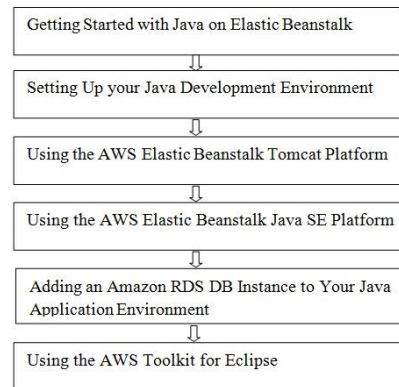 Getting Started with Java on Elastic Beanstalk
Setting Up your Java Development Environment
Using the AWS Elastic Beanstalk Tomcat Platform
Using the AWS Elastic Beanstalk Java SE Platform
Adding an Amazon RDS DB Instance to Your Java
Application Environment
Using the AWS Toolkit for Eclipse